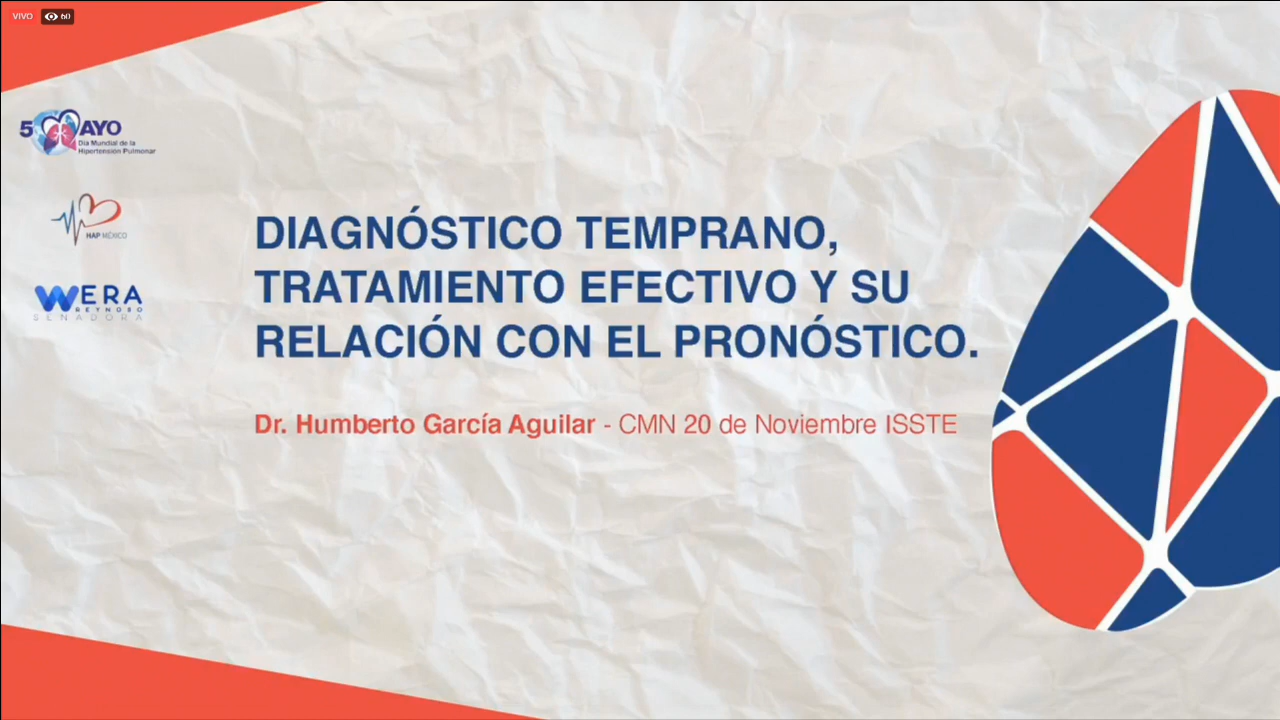 VIVO 60
5 MAYO
Día Mundial de la
Hipertensión Pulmonar
HAP MÉXICO
WERA
REYNOSO
SENADORA
DIAGNÓSTICO TEMPRANO,
TRATAMIENTO EFECTIVO Y SU
RELACIÓN CON EL PRONÓSTICO.
Dr. Humberto García Aguilar - CMN 20 de Noviembre ISSTE